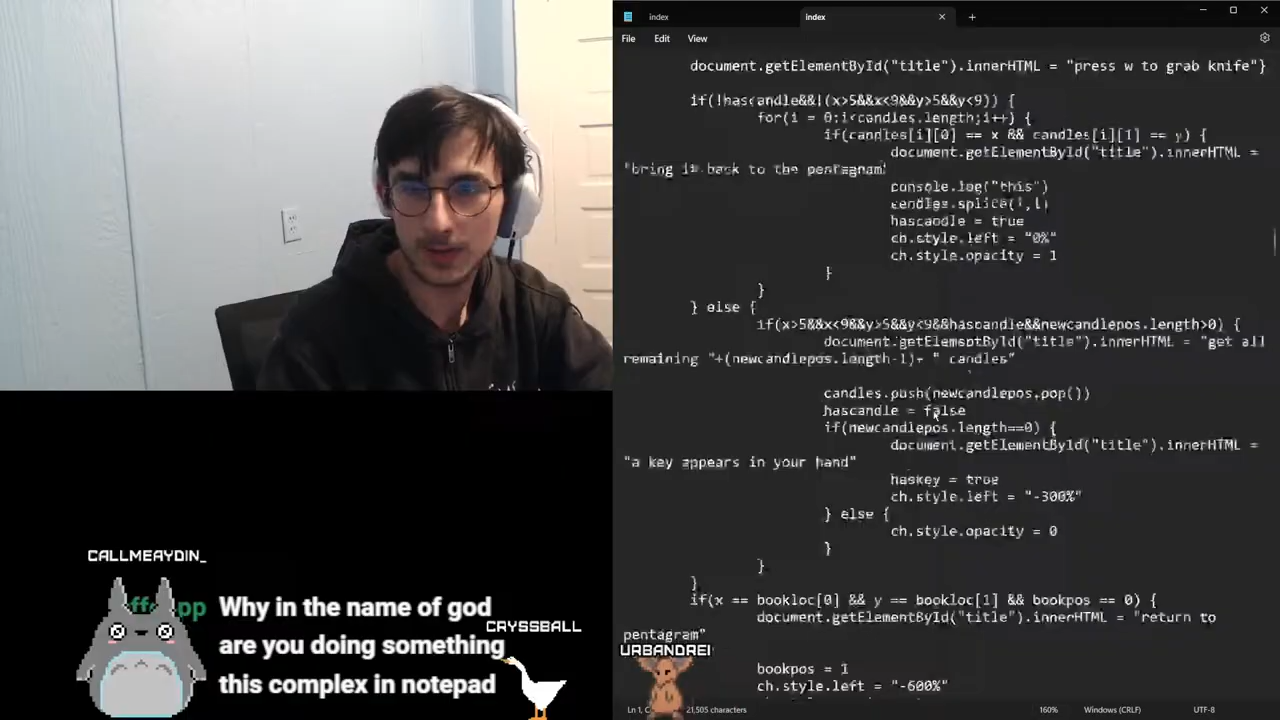 index
index
File Edit View
document.getElementById("title").innerHTML = "press w to grab knife"}
if(!hascandle&&!(x>5&&x<9&&y>5&&y<9)) {
for(i = 0;i<candles.length;i++) {
if(candles[i][0] == x && candles[i][1] == y) {
document.getElementById("title").innerHTML =
"bring it back to the pentagram"
console.log("this")
candles.splice(i,1)
hascandle = true
ch.style.left = "0%"
ch.style.opacity = 1
}
}
} else {
if(x>5&&x<9&&y>5&&y<9&&hascandle&&newcandlepos.length>0) {
document.getElementById("title").innerHTML = "get all
remaining "+(newcandlepos.length-1)+ " candles"
candles.push(newcandlepos.pop())
hascandle = false
if(newcandlepos.length==0) {
document.getElementById("title").innerHTML =
"a key appears in your hand"
haskey = true
ch.style.left = "-300%"
} else {
ch.style.opacity = 0
}
}
}
if(x == bookloc[0] && y == bookloc[1] && bookpos == 0) {
document.getElementById("title").innerHTML = "return to
pentagram"
bookpos = 1
ch.style.left = "-600%"
Ln 1, C 21,505 characters 160% Windows (CRLF) UTF-8
CALLMEAYDIN_
Why in the name of god
are you doing something
this complex in notepad
CRYSSBALL
URBANDREI